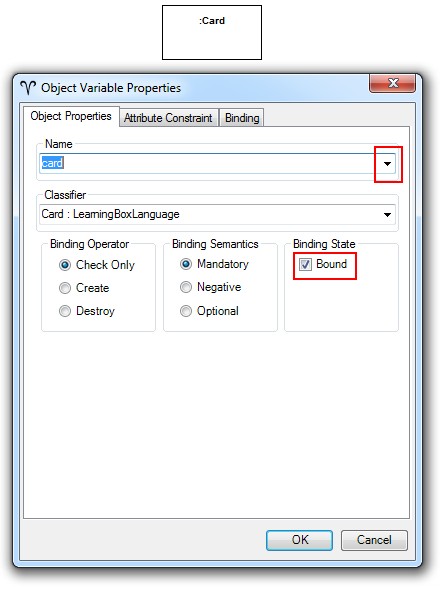 :Card
Object Variable Properties
Object Properties Attribute Constraint Binding
Name
card
Classifier
Card : LearningBoxLanguage
Binding Operator Binding Semantics Binding State
Check Only Mandatory Bound
Create Negative
Destroy Optional
OK Cancel